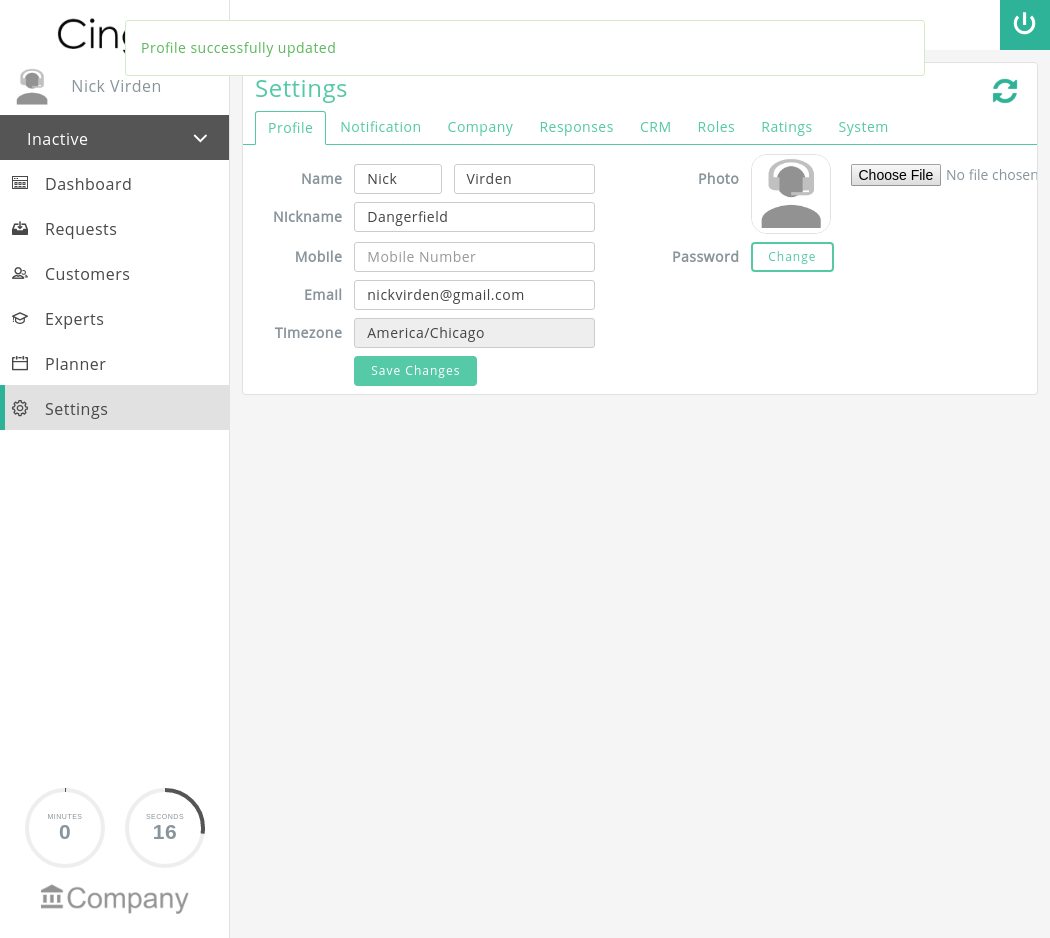 Profile successfully updated
Nick Virden
Inactive
Dashboard
Requests
Customers
Experts
Planner
Settings
MINUTES
0
SECONDS
16
Company
Settings
Profile Notification Company Responses CRM Roles Ratings System
Name Nick Virden
Nickname Dangerfield
Mobile Mobile Number
Email nickvirden@gmail.com
Timezone America/Chicago
Save Changes
Photo Choose File No file chosen
Password Change